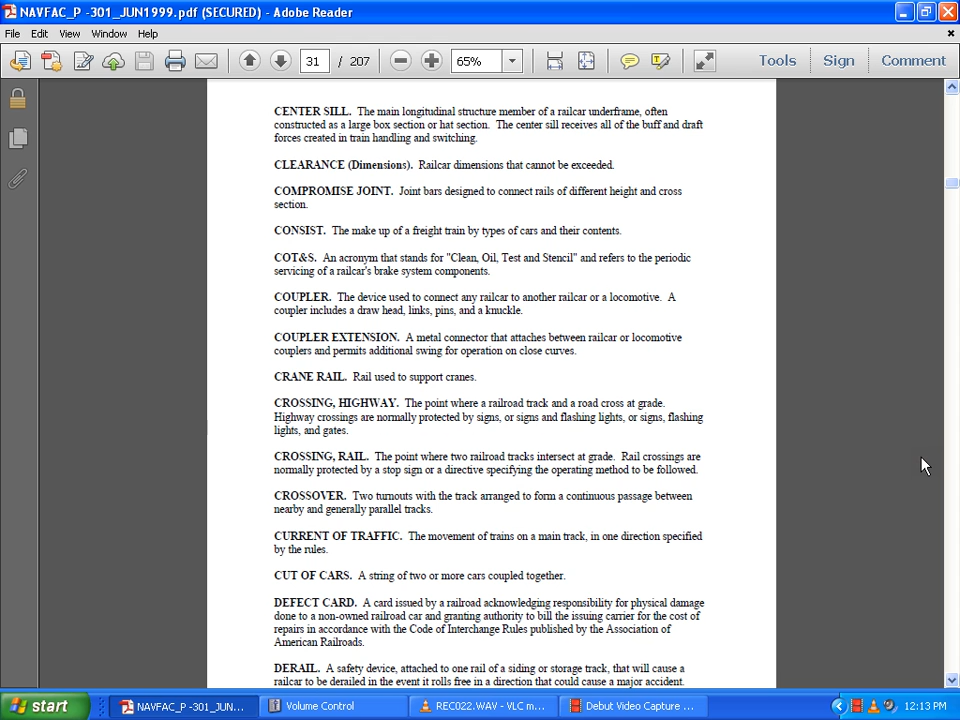 NAVFAC_P -301_JUN1999.pdf (SECURED) - Adobe Reader
File Edit View Window Help
31 / 207 65% Tools Sign Comment
CENTER SILL. The main longitudinal structure member of a railcar underframe, often
constructed as a large box section or hat section. The center sill receives all of the buff and draft
forces created in train handling and switching.
CLEARANCE (Dimensions). Railcar dimensions that cannot be exceeded.
COMPROMISE JOINT. Joint bars designed to connect rails of different height and cross
section.
CONSIST. The make up of a freight train by types of cars and their contents.
COT&S. An acronym that stands for "Clean, Oil, Test and Stencil" and refers to the periodic
servicing of a railcar's brake system components.
COUPLER. The device used to connect any railcar to another railcar or a locomotive. A
coupler includes a draw head, links, pins, and a knuckle.
COUPLER EXTENSION. A metal connector that attaches between railcar or locomotive
couplers and permits additional swing for operation on close curves.
CRANE RAIL. Rail used to support cranes.
CROSSING, HIGHWAY. The point where a railroad track and a road cross at grade.
Highway crossings are normally protected by signs, or signs and flashing lights, or signs, flashing
lights, and gates.
CROSSING, RAIL. The point where two railroad tracks intersect at grade. Rail crossings are
normally protected by a stop sign or a directive specifying the operating method to be followed.
CROSSOVER. Two turnouts with the track arranged to form a continuous passage between
nearby and generally parallel tracks.
CURRENT OF TRAFFIC. The movement of trains on a main track, in one direction specified
by the rules.
CUT OF CARS. A string of two or more cars coupled together.
DEFECT CARD. A card issued by a railroad acknowledging responsibility for physical damage
done to a non-owned railroad car and granting authority to bill the issuing carrier for the cost of
repairs in accordance with the Code of Interchange Rules published by the Association of
American Railroads.
DERAIL. A safety device, attached to one rail of a siding or storage track, that will cause a
railcar to be derailed in the event it rolls free in a direction that could cause a major accident.
start NAVFAC_P -301_JUN... Volume Control REC022.WAV - VLC m... Debut Video Capture ... 12:13 PM